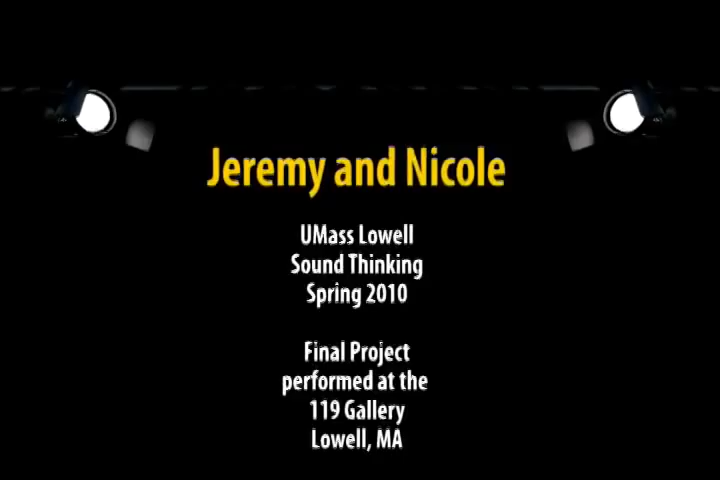 Jeremy and Nicole
UMass Lowell
Sound Thinking
Spring 2010
Final Project
performed at the
119 Gallery
Lowell, MA